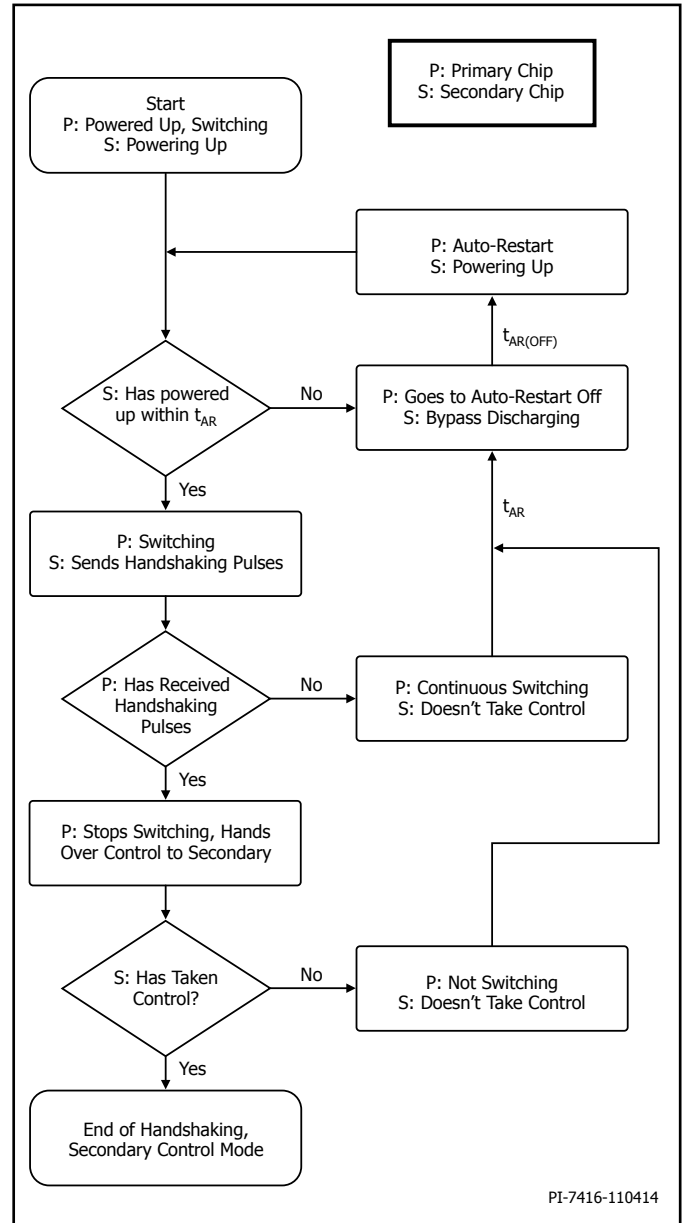 P: Primary Chip
S: Secondary Chip
Start
P: Powered Up, Switching
S: Powering Up
P: Auto-Restart
S: Powering Up
tAR(OFF)
S: Has powered
up within tAR
No
P: Goes to Auto-Restart Off
S: Bypass Discharging
Yes
tAR
P: Switching
S: Sends Handshaking Pulses
P: Has Received
Handshaking
Pulses
No
P: Continuous Switching
S: Doesn't Take Control
Yes
P: Stops Switching, Hands
Over Control to Secondary
S: Has Taken
Control?
No
P: Not Switching
S: Doesn't Take Control
Yes
End of Handshaking,
Secondary Control Mode
PI-7416-110414